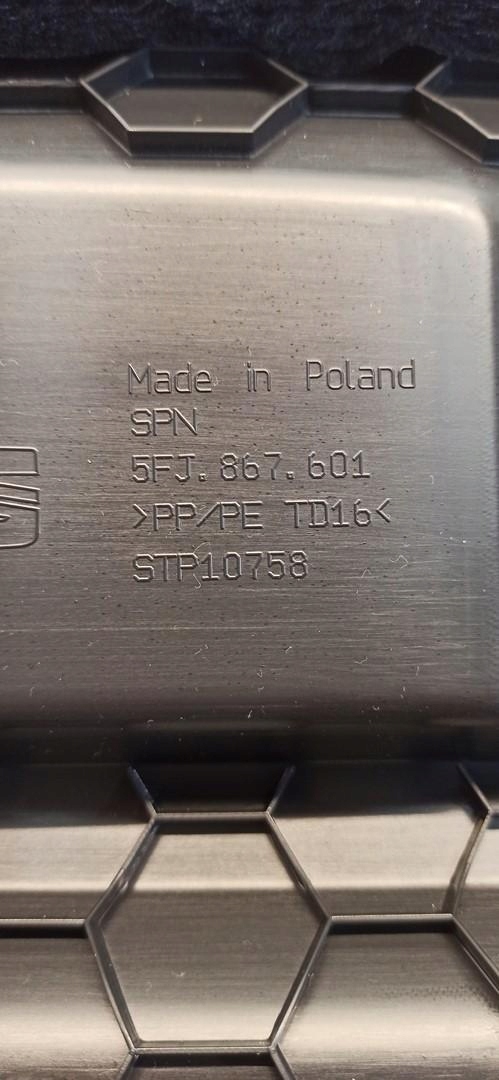 Made in Poland
SPN
5FJ.867.601
>PP/PE TD16<
STP10758